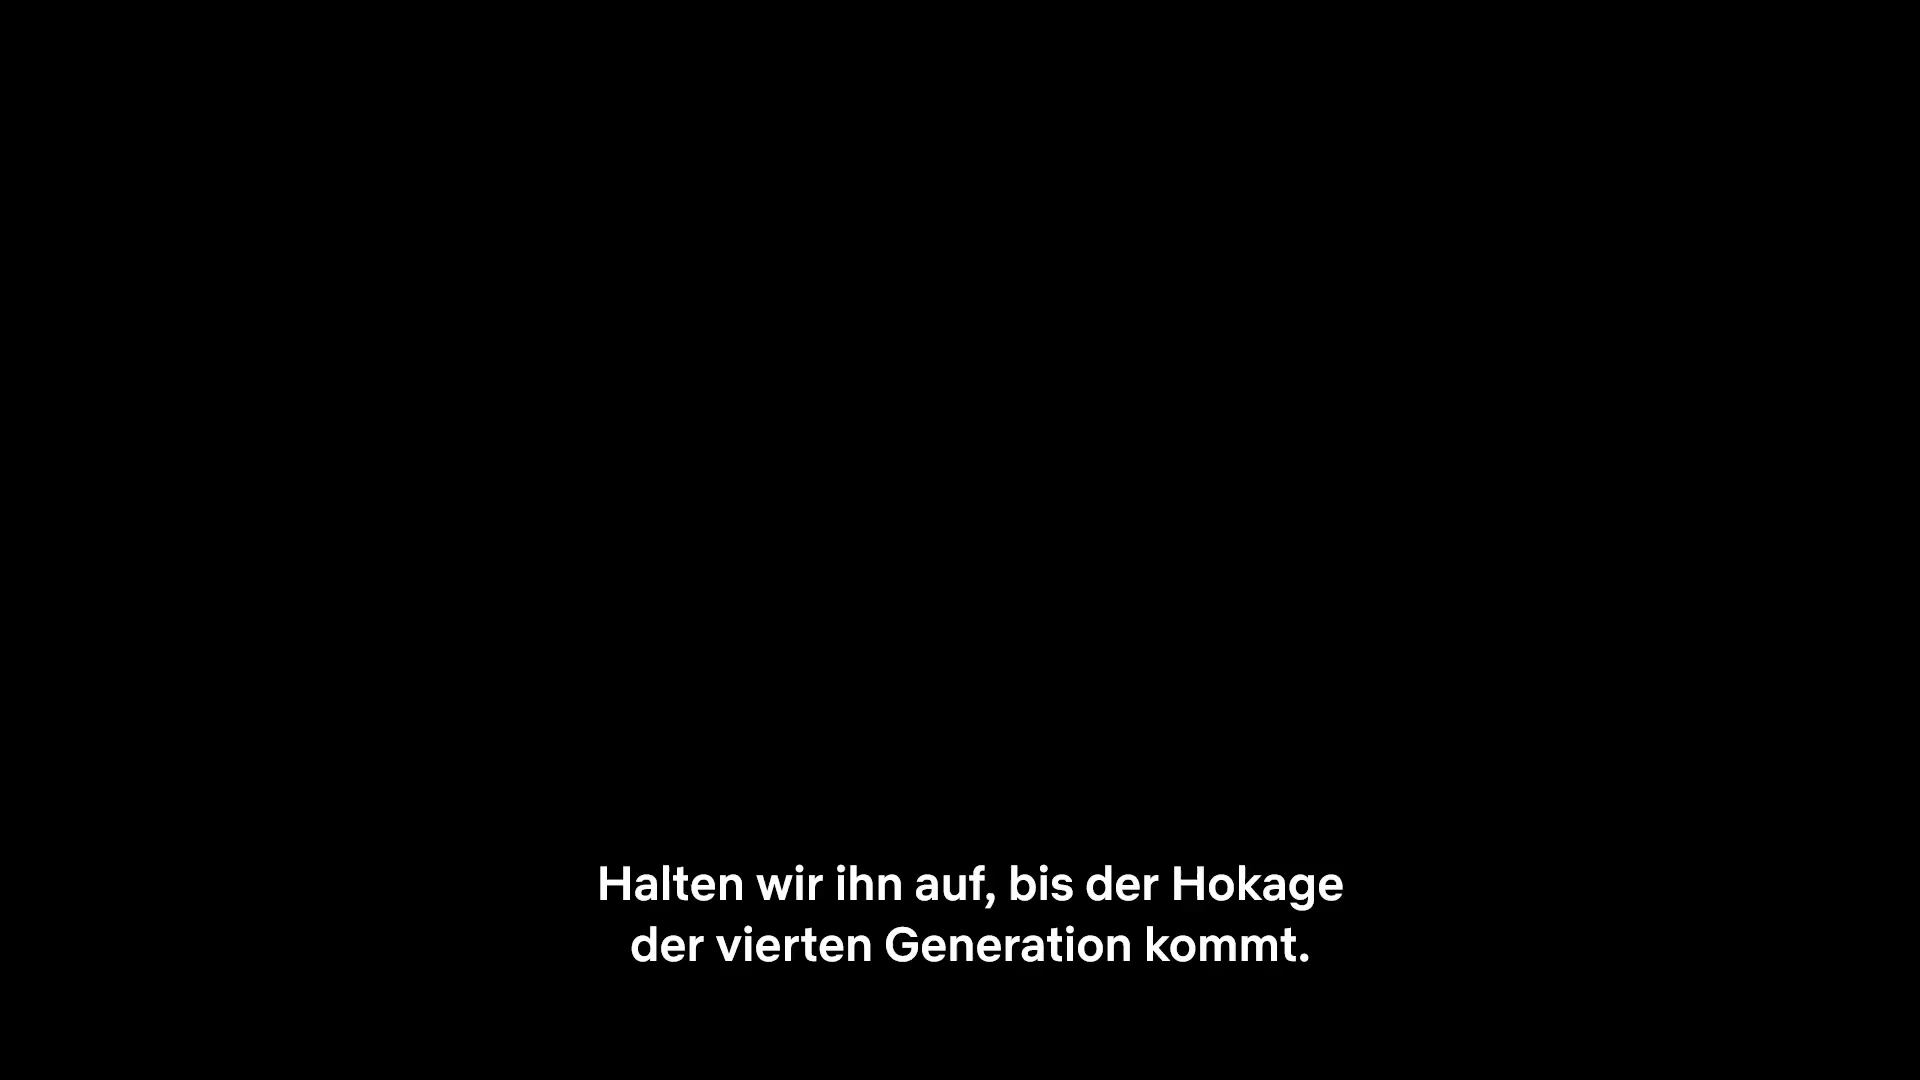 Halten wir ihn auf, bis der Hokage
der vierten Generation kommt.